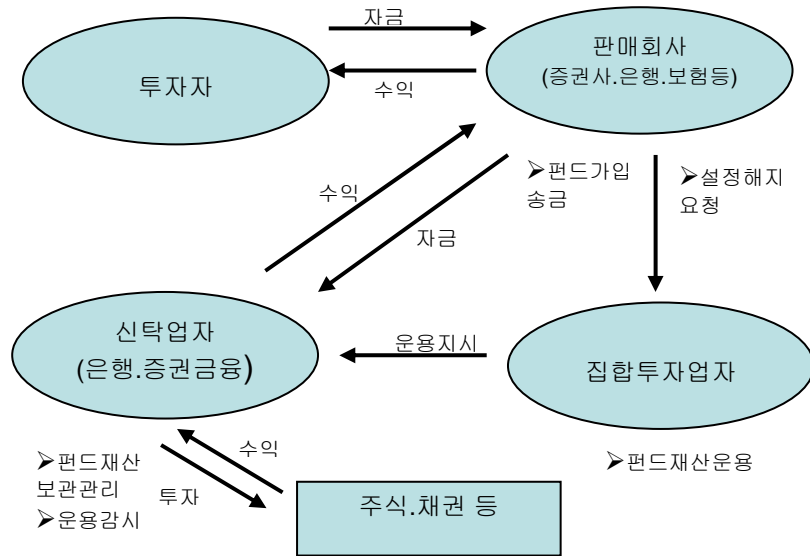 자금
판매회사
(증권사.은행.보험등)
투자자
수익
수익
➢펀드가입
송금
➢설정해지
요청
자금
신탁업자
(은행.증권금융)
운용지시
집합투자업자
➢펀드재산
보관관리
➢운용감시
수익
투자
➢펀드재산운용
주식.채권 등